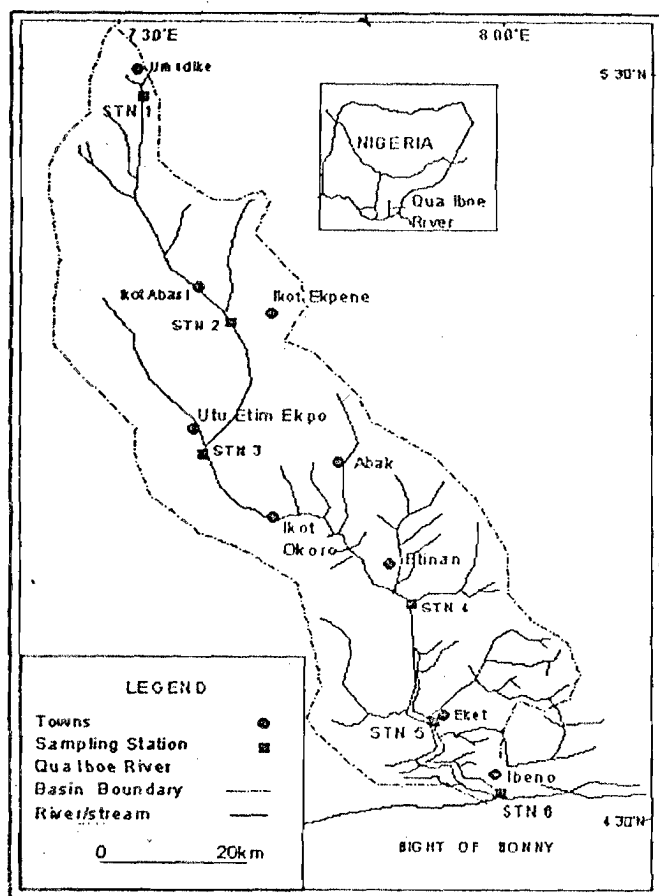 7 30'E
8 00'E
5 30'N
Umudike
STN 1
NIGERIA
Qua Iboe
River
Ikot Abasi
Ikot Ekpene
STN 2
Utu Etim Ekpo
STN 3
Abak
Ikot
Okoro
Etinan
STN 4
LEGEND
Towns
Sampling Station
Qua Iboe River
Basin Boundary
River/stream
0 20km
STN 5
Eket
Ibeno
STN 6
4 30'N
BIGHT OF BONNY